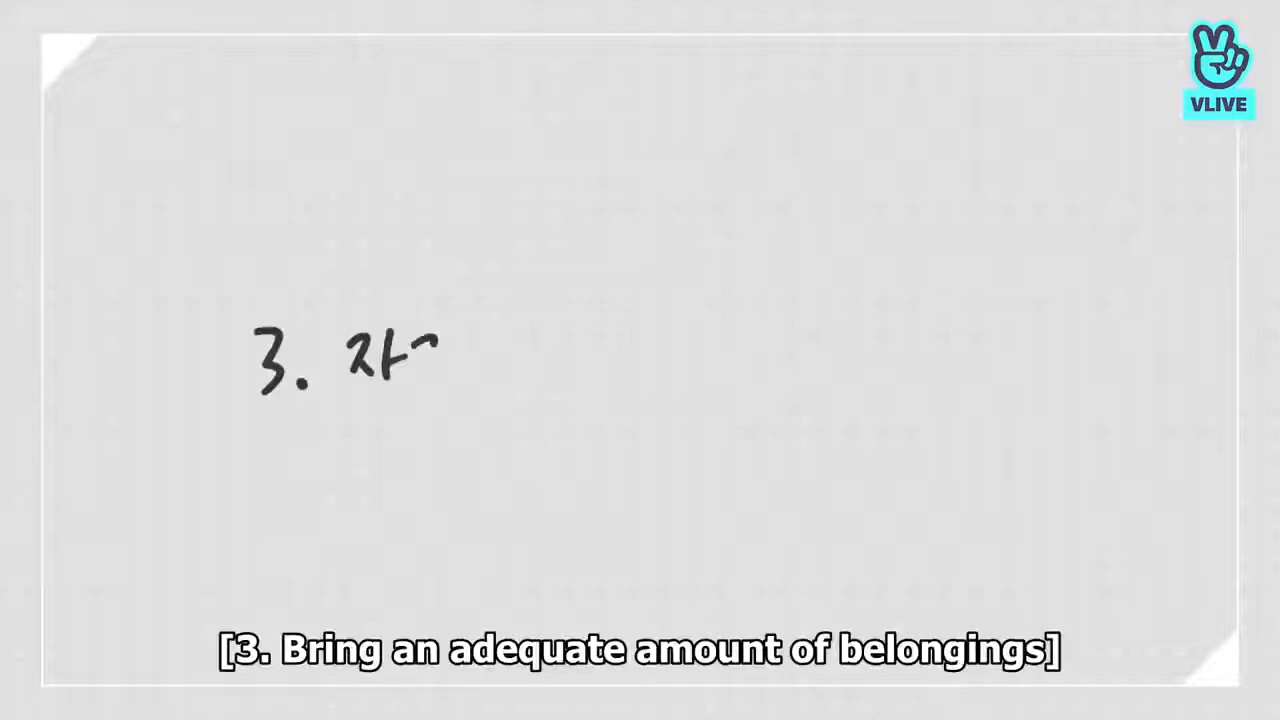 VLIVE
3. 자
[3. Bring an adequate amount of belongings]